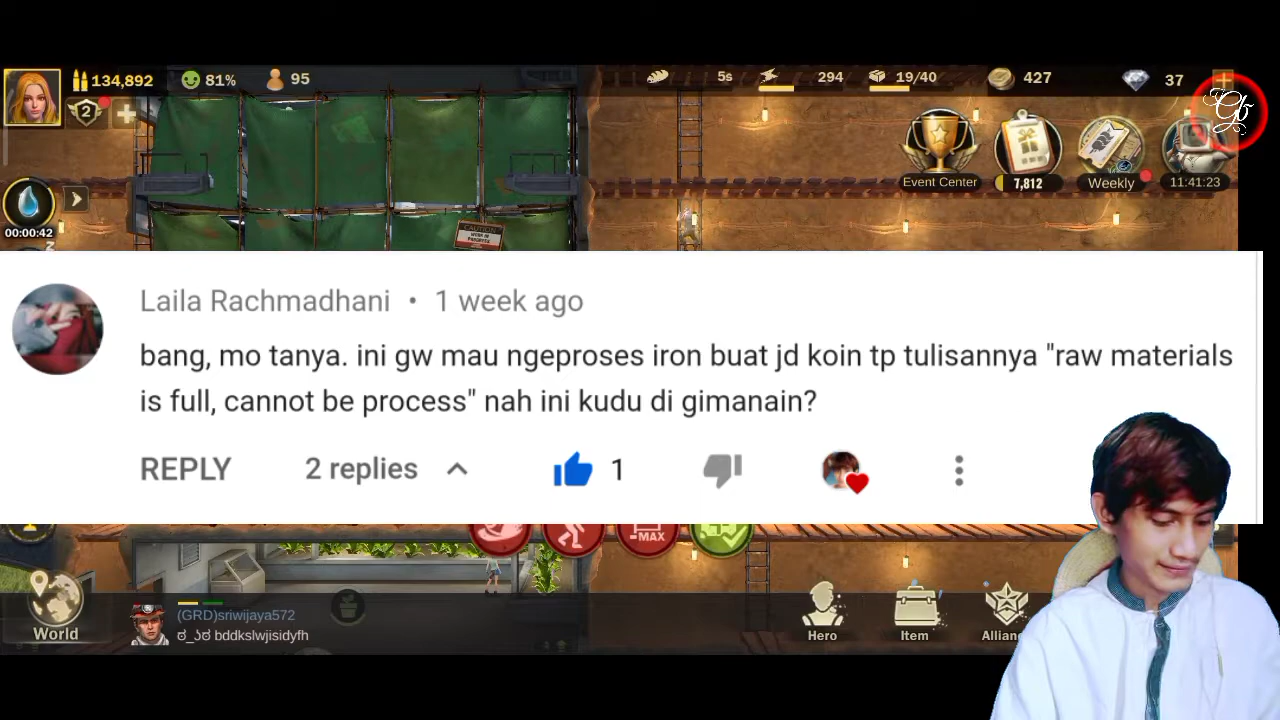 134,892
81%
95
5s
294
19/40
427
37
2
Event Center
7,812
Weekly
11:41:23
00:00:42
CAUTION
Laila Rachmadhani • 1 week ago
bang, mo tanya. ini gw mau ngeproses iron buat jd koin tp tulisannya "raw materials
is full, cannot be process" nah ini kudu di gimanain?
REPLY
2 replies
1
MAX
World
(GRD)sriwijaya572
ಠ_ಠ bddkslwjisidyfh
Hero
Item